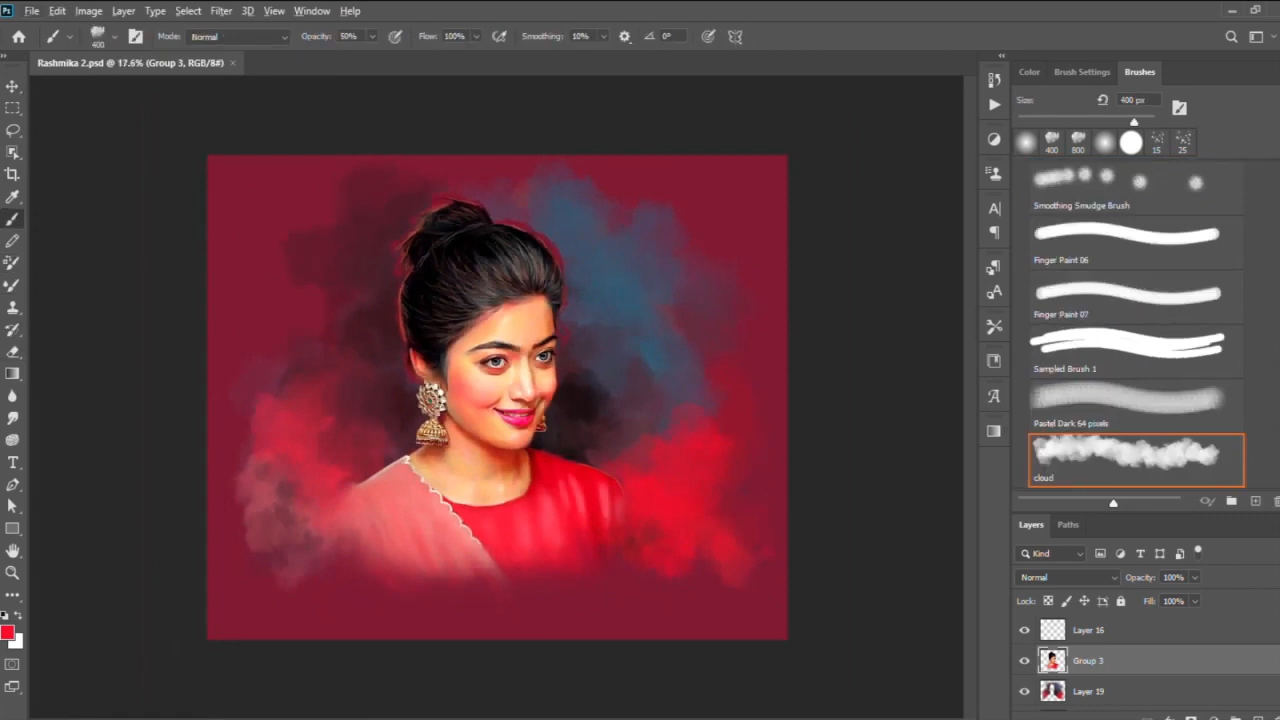 Ps File Edit Image Layer Type Select Filter 3D View Window Help
400 Mode: Normal Opacity: 50% Flow: 100% Smoothing: 10% 0°
Rashmika 2.psd @ 17.6% (Group 3, RGB/8#) ×
Color Brush Settings Brushes
Size: 400 px
400 800 15 25
Smoothing Smudge Brush
Finger Paint 06
Finger Paint 07
Sampled Brush 1
Pastel Dark 64 pixels
cloud
Layers Paths
Kind
Normal Opacity: 100%
Lock: Fill: 100%
Layer 16
Group 3
Layer 19